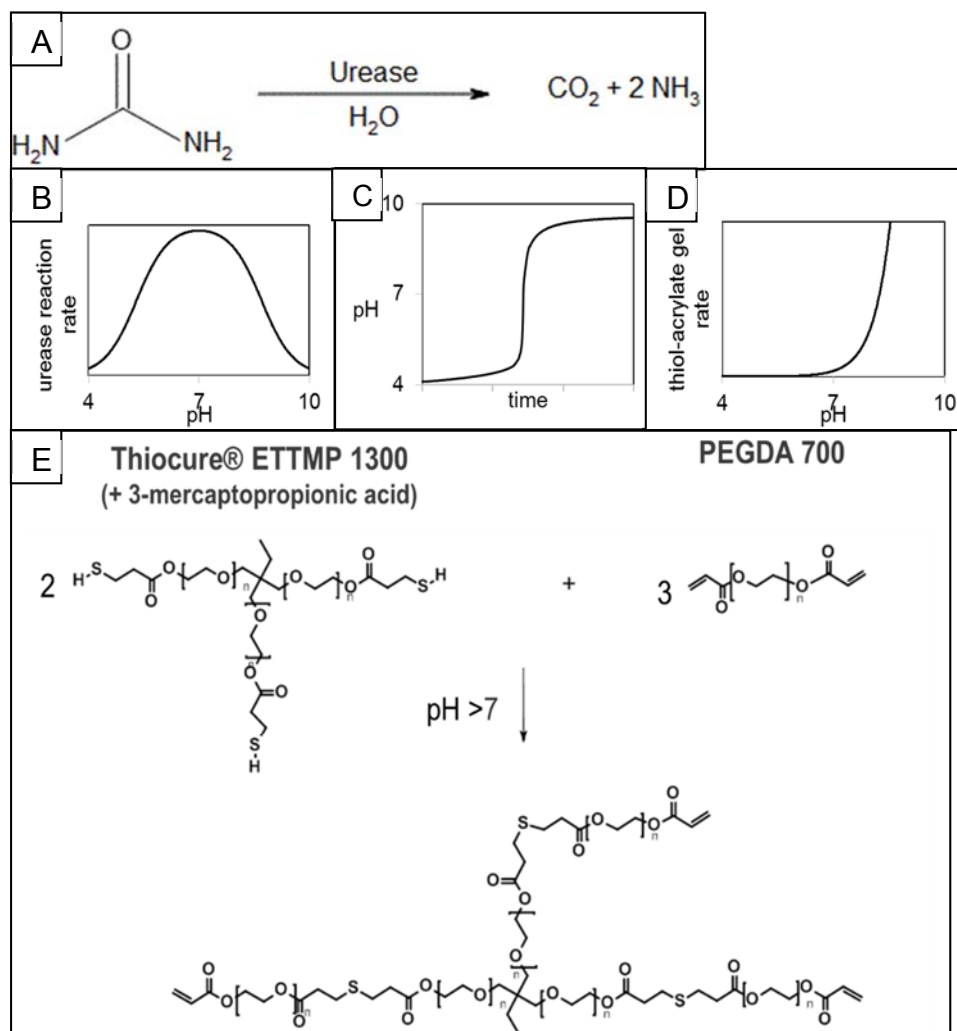 A
O
H₂N NH₂
Urease
H₂O
CO₂ + 2 NH₃
B
urease reaction
rate
4 7 10
pH
C
10
7
4
pH
time
D
thiol-acrylate gel
rate
4 7 10
pH
E
Thiocure® ETTMP 1300
(+ 3-mercaptopropionic acid)
PEGDA 700
2
H S O O O n n O O O S H
O
n
O
O
S
H
+
3
O O n O O
pH >7
S O O n O O
O
O
O
n
O O O n O S O O O n n O O O S O O n O O